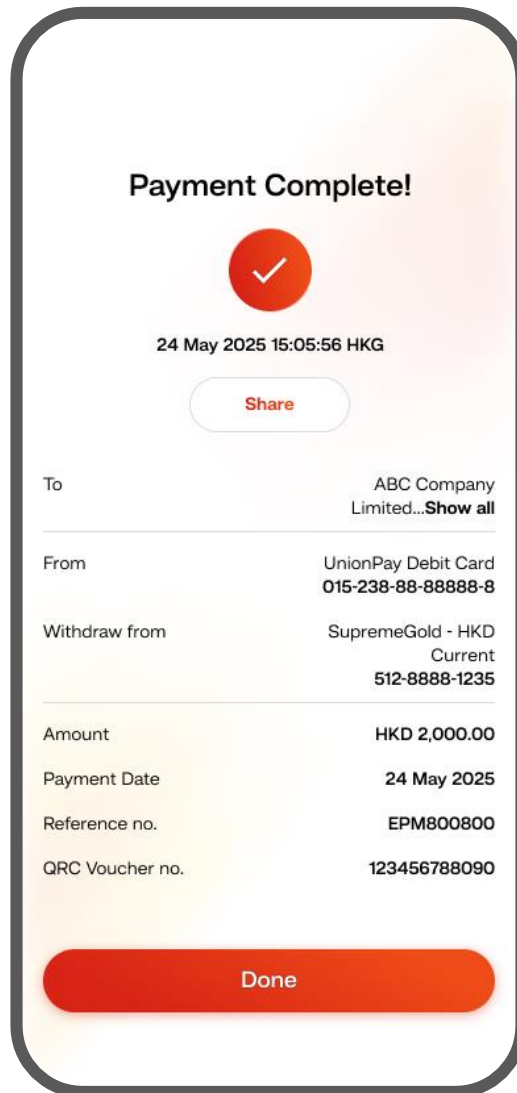 Payment Complete!
24 May 2025 15:05:56 HKG
Share
To
ABC Company
Limited...Show all
From
UnionPay Debit Card
015-238-88-88888-8
Withdraw from
SupremeGold - HKD
Current
512-8888-1235
Amount
HKD 2,000.00
Payment Date
24 May 2025
Reference no.
EPM800800
QRC Voucher no.
123456788090
Done